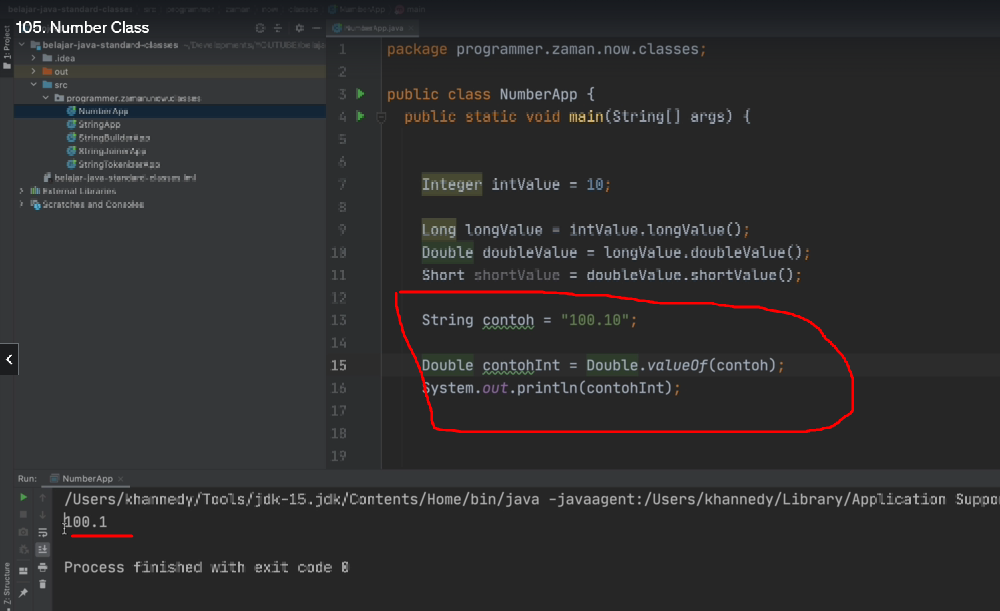 belajar-java-standard-classes src programmer zaman now classes NumberApp main
105. Number Class
NumberApp.java
1: Project
belajar-java-standard-classes ~/Developments/YOUTUBE/belaja
.idea
out
src
programmer.zaman.now.classes
NumberApp
StringApp
StringBuilderApp
StringJoinerApp
StringTokenizerApp
belajar-java-standard-classes.iml
External Libraries
Scratches and Consoles
1 package programmer.zaman.now.classes;
2
3 public class NumberApp {
4 public static void main(String[] args) {
5
6
7 Integer intValue = 10;
8
9 Long longValue = intValue.longValue();
10 Double doubleValue = longValue.doubleValue();
11 Short shortValue = doubleValue.shortValue();
12
13 String contoh = "100.10";
14
15 Double contohInt = Double.valueOf(contoh);
16 System.out.println(contohInt);
17
18
19
Run: NumberApp
/Users/khannedy/Tools/jdk-15.jdk/Contents/Home/bin/java -javaagent:/Users/khannedy/Library/Application Suppo
100.1
Process finished with exit code 0
Z: Structure